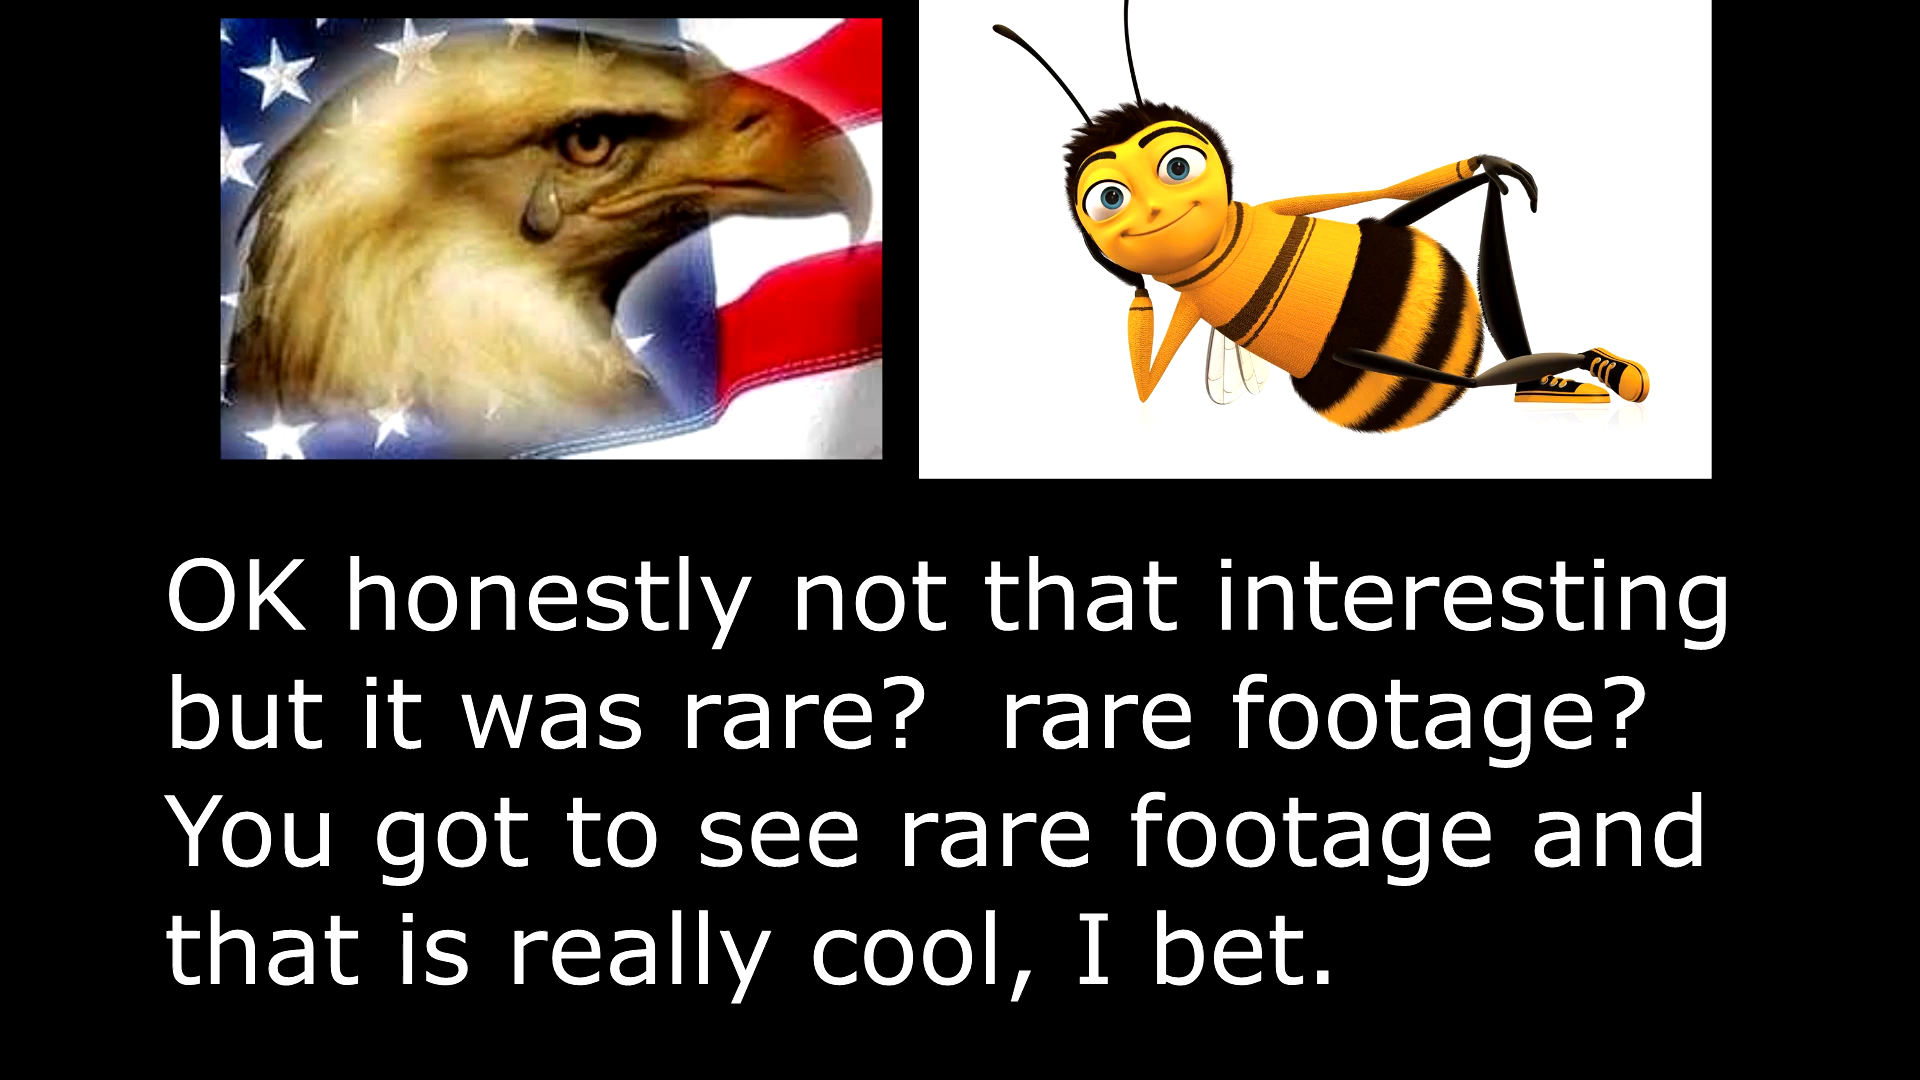 OK honestly not that interesting
but it was rare?  rare footage?
You got to see rare footage and
that is really cool, I bet.